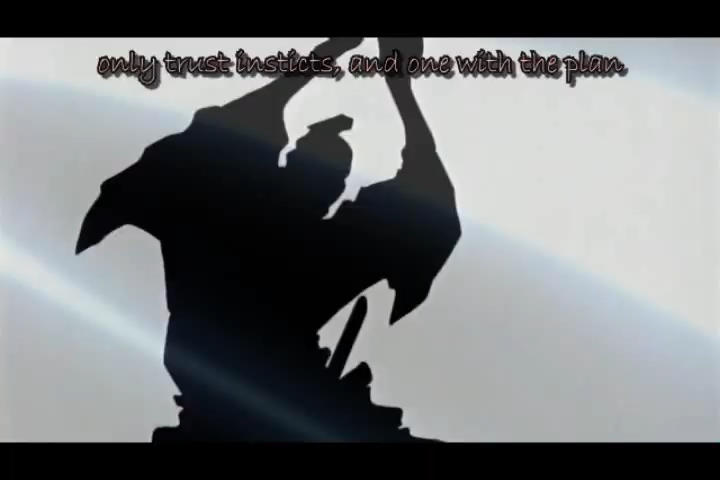 only trust insticts, and one with the plan